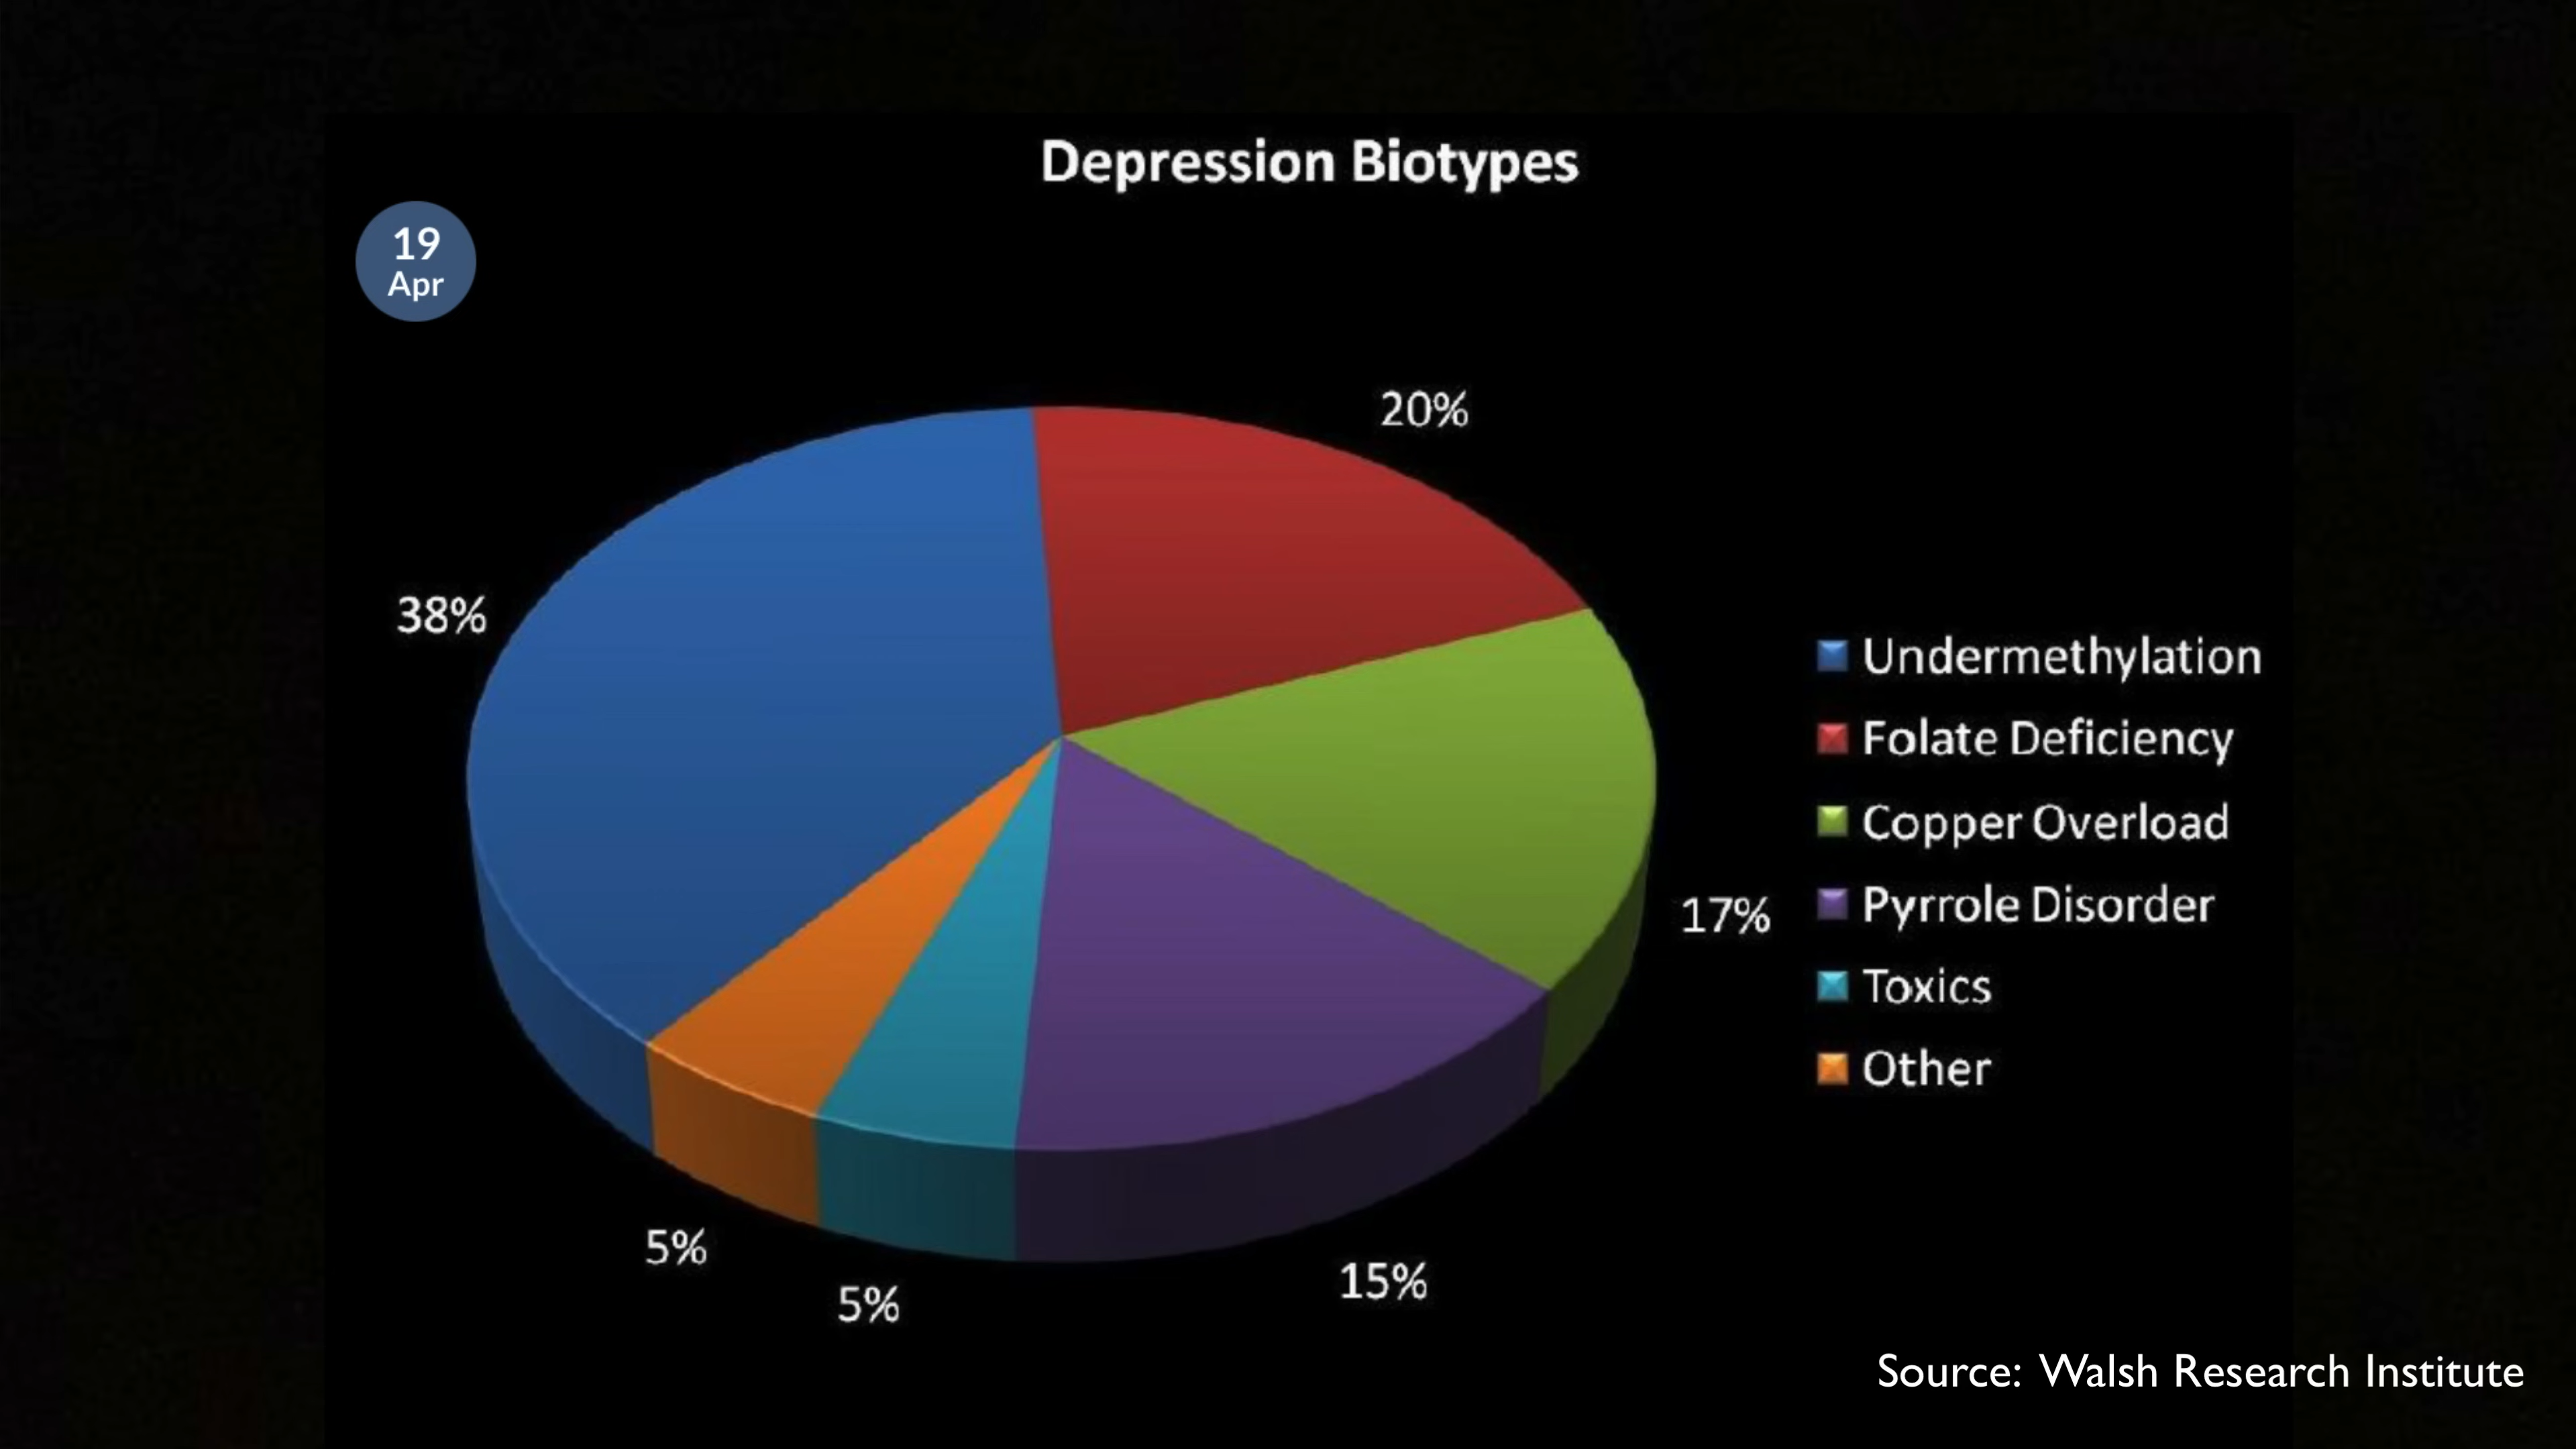 Depression Biotypes
19
Apr
20%
38%
17%
15%
5%
5%
Undermethylation
Folate Deficiency
Copper Overload
Pyrrole Disorder
Toxics
Other
Source: Walsh Research Institute